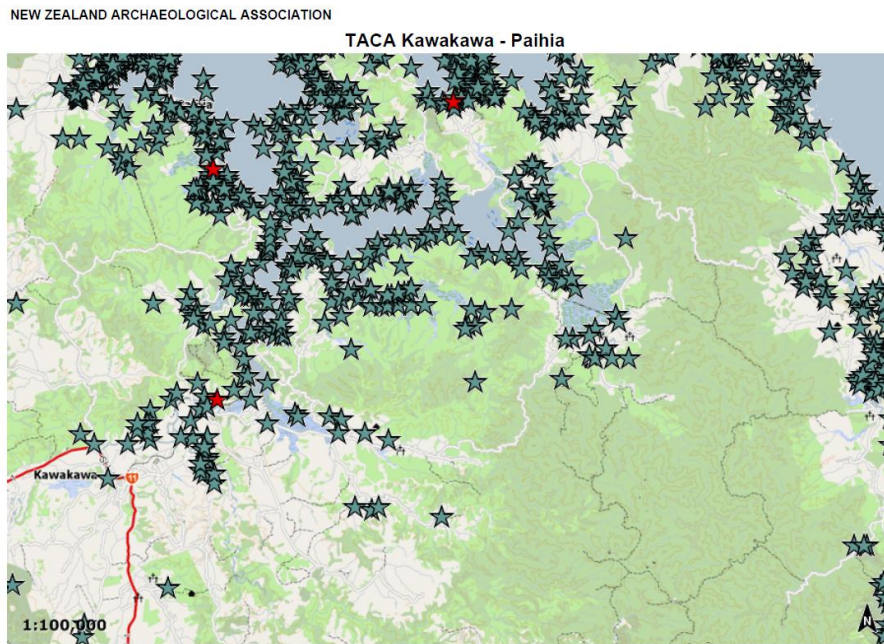 NEW ZEALAND ARCHAEOLOGICAL ASSOCIATION
TACA Kawakawa - Paihia
Kawakawa
11
1:100,000
N